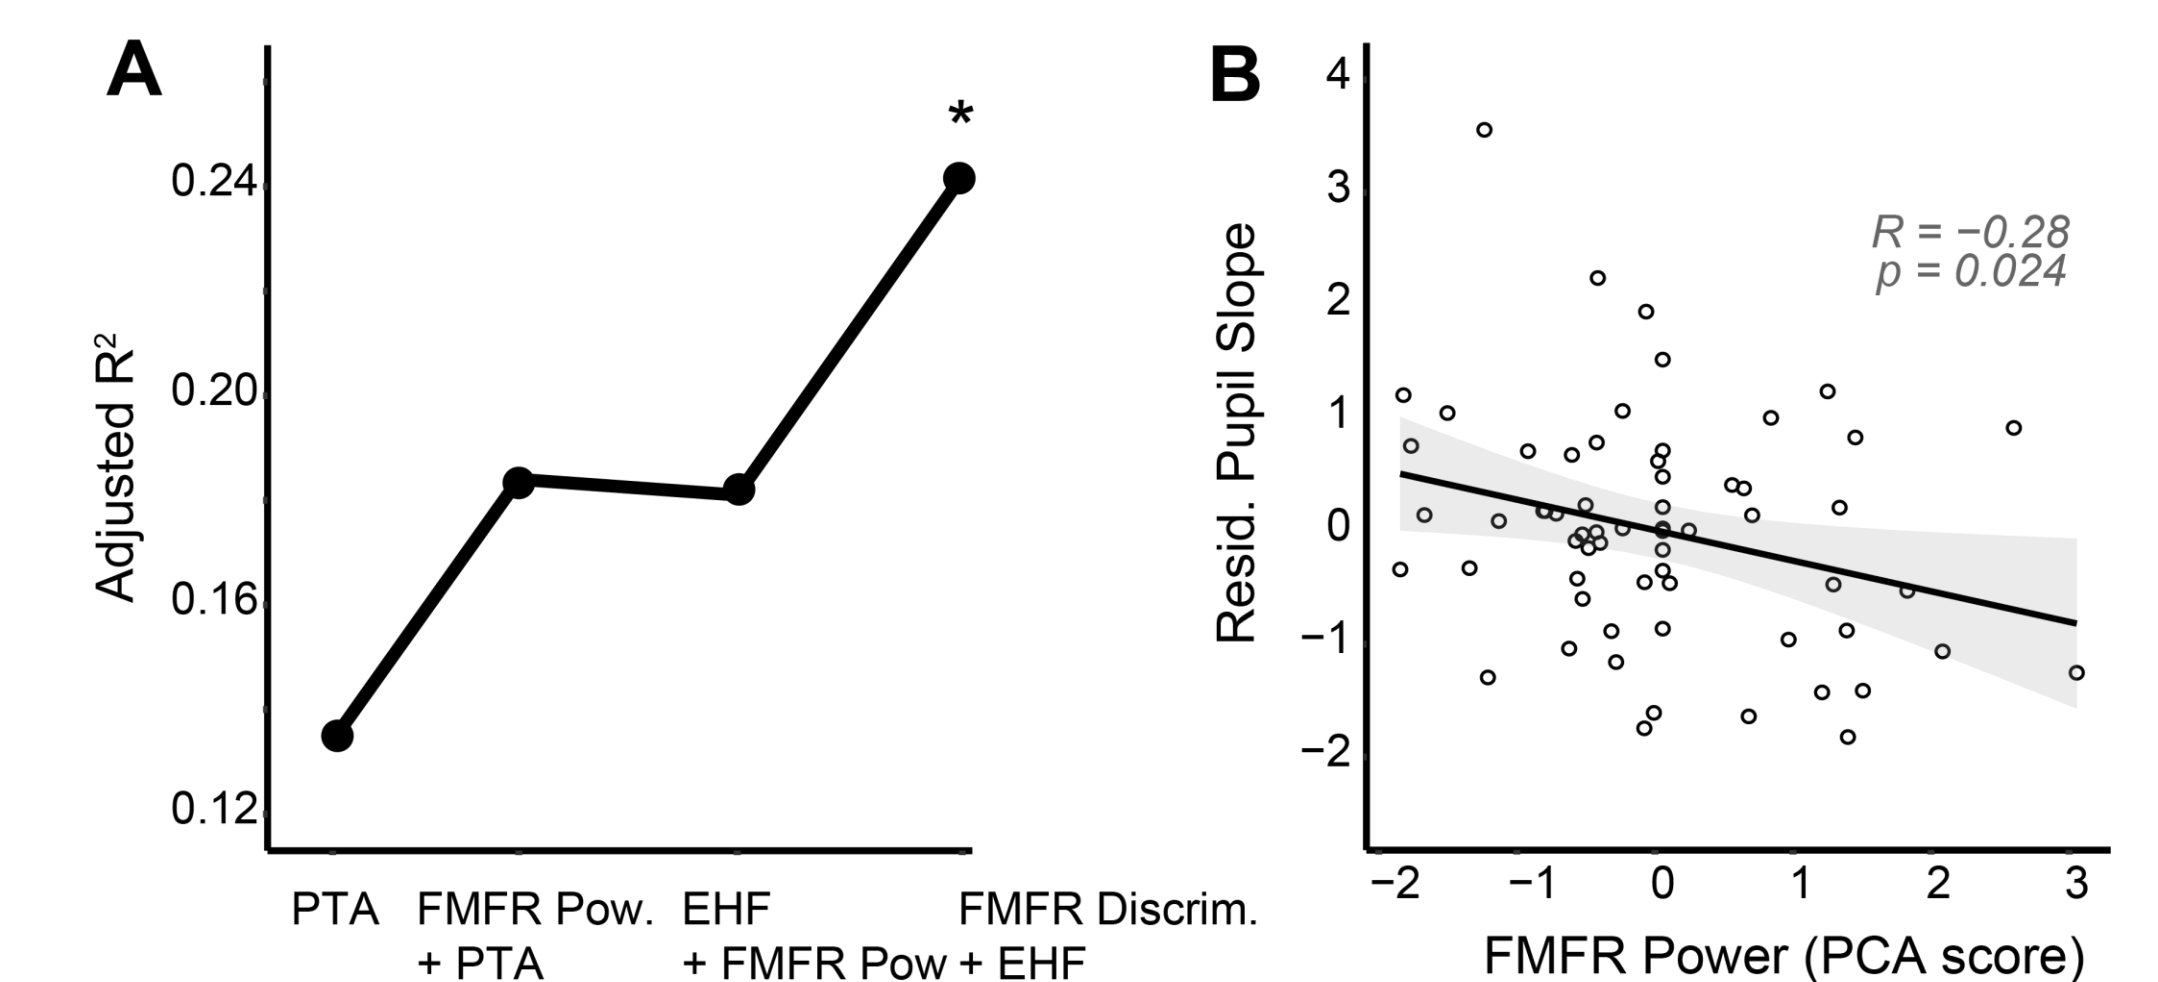 A
Adjusted R²
0.24
0.20
0.16
0.12
*
PTA
FMFR Pow.
+ PTA
EHF
+ FMFR Pow
FMFR Discrim.
+ EHF
B
Resid. Pupil Slope
4
3
2
1
0
−1
−2
R = −0.28
p = 0.024
−2 −1 0 1 2 3
FMFR Power (PCA score)